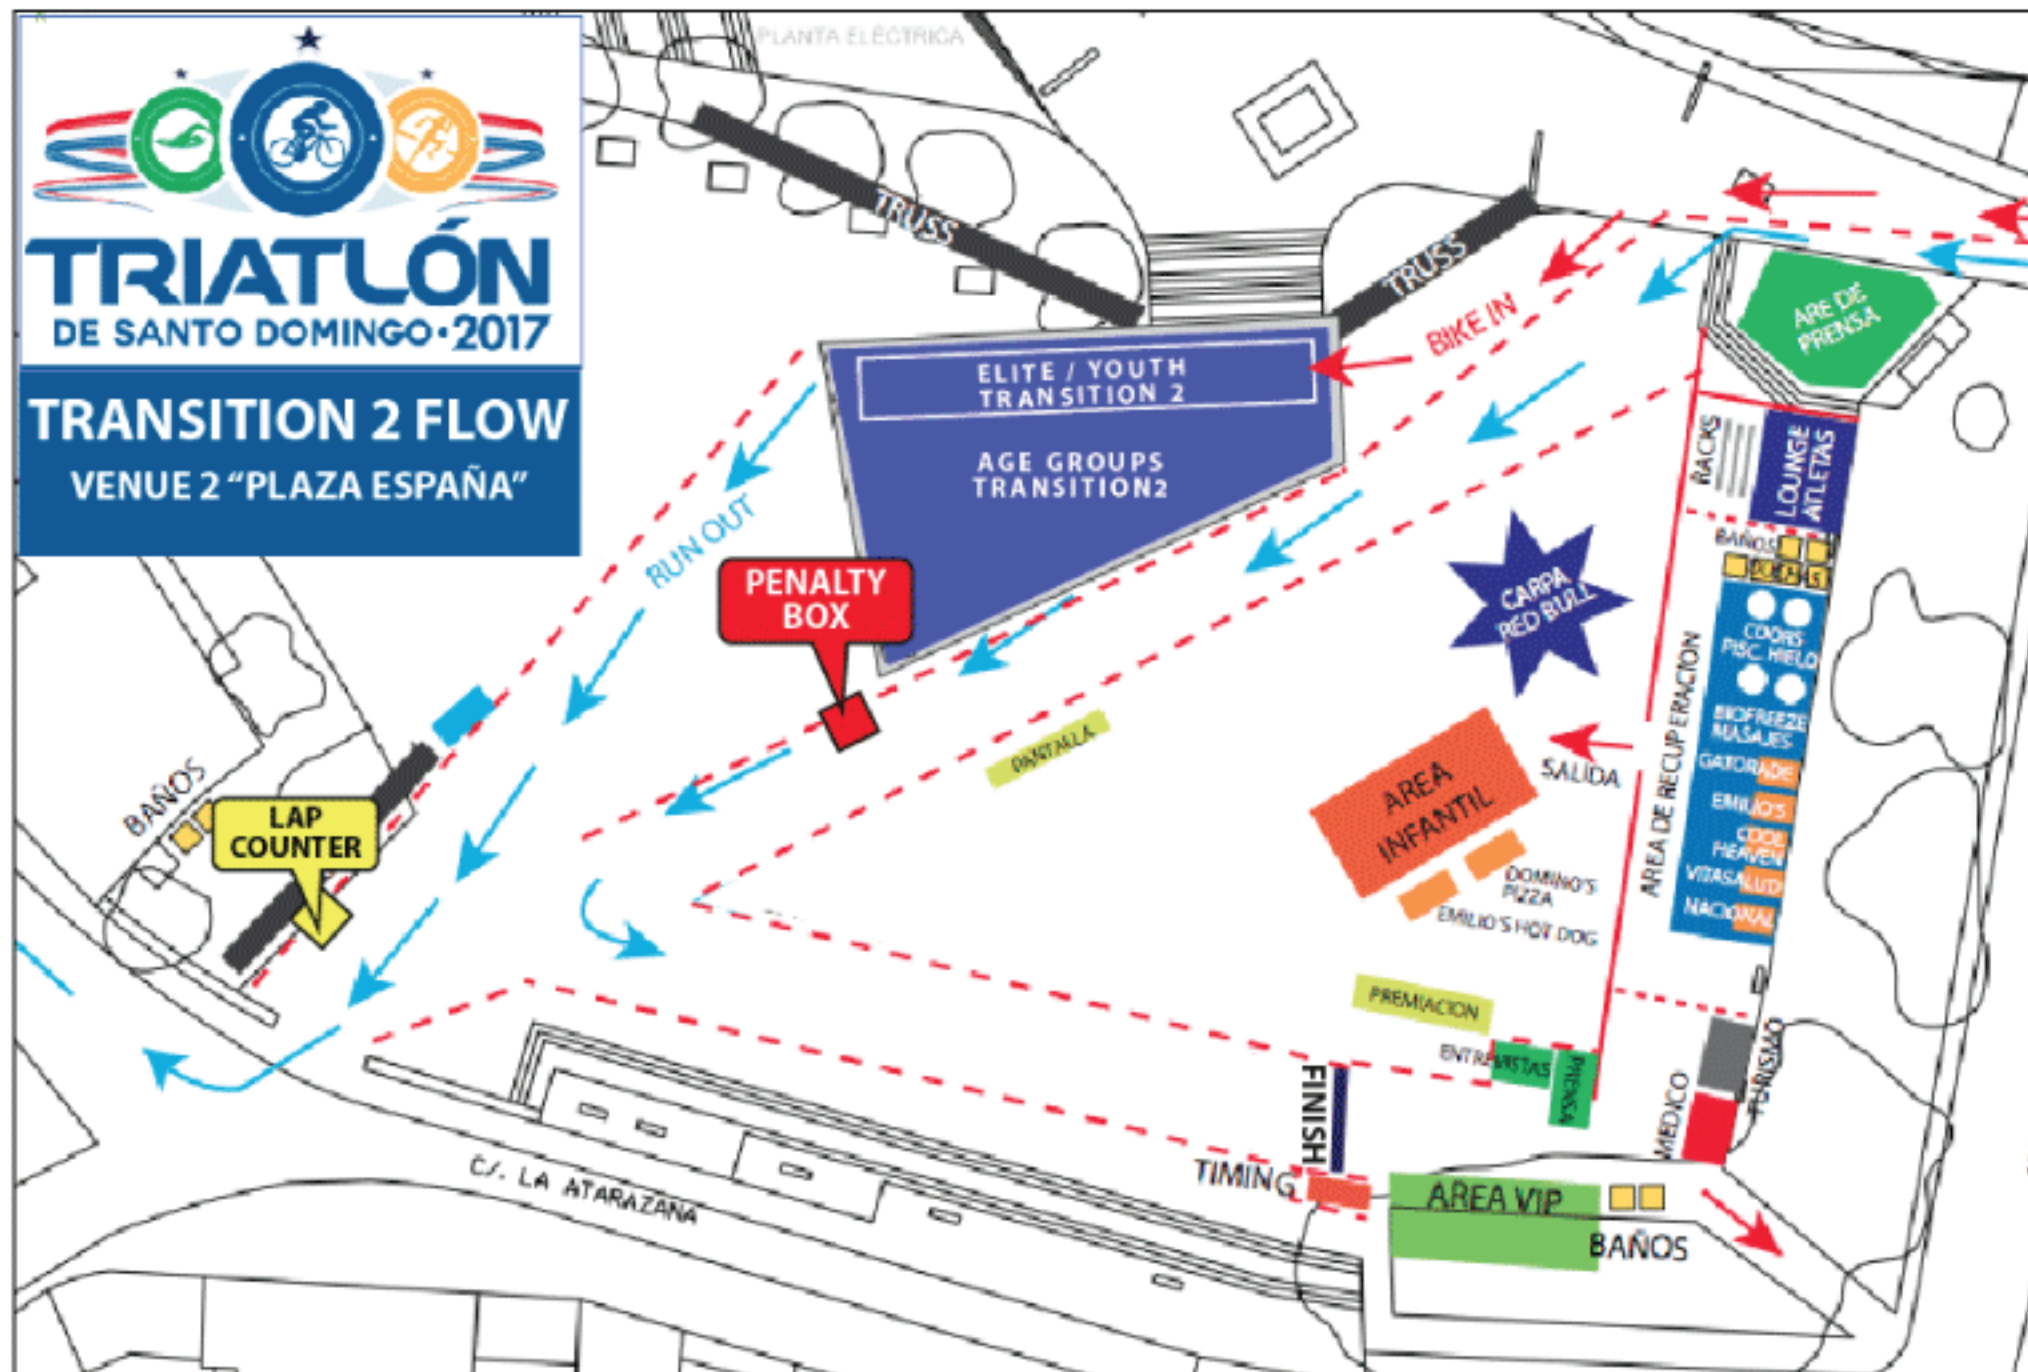 PLANTA ELÉCTRICA
TRIATLÓN
DE SANTO DOMINGO • 2017
TRANSITION 2 FLOW
VENUE 2 “PLAZA ESPAÑA”
TRUSS
TRUSS
BIKE IN
ARE DE
PRENSA
ELITE / YOUTH
TRANSITION 2
AGE GROUPS
TRANSITION2
RUN OUT
PENALTY
BOX
RACKS
LOUNGE
ATLETAS
BAÑOS
CARPA
RED BULL
COORS
PISC. HIELO
BIOFREEZE
MASAJES
GATORADE
EMILIO'S
COOL
HEAVEN
VITASALUD
NACIONAL
AREA DE RECUPERACION
PANTALLA
SALIDA
AREA
INFANTIL
DOMINO'S
PIZZA
EMILIO'S HOT DOG
BAÑOS
LAP
COUNTER
PREMIACION
ENTREVISTAS
PRENSA
TURISMO
MEDICO
FINISH
TIMING
AREA VIP
BAÑOS
C/. LA ATARAZANA